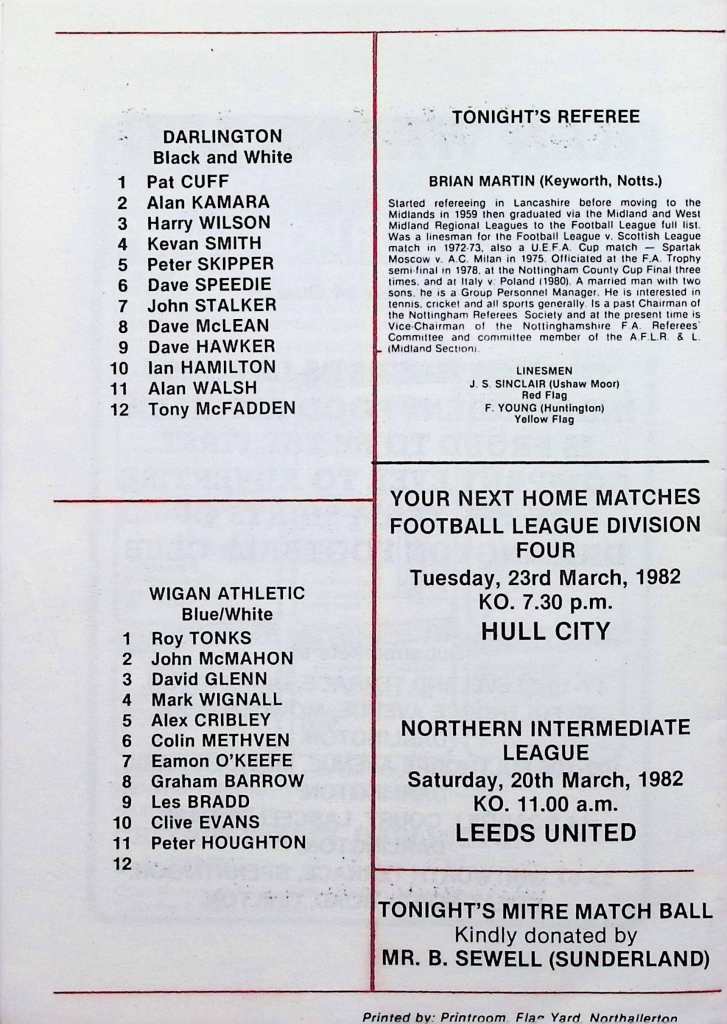 DARLINGTON
Black and White
1 Pat CUFF
2 Alan KAMARA
3 Harry WILSON
4 Kevan SMITH
5 Peter SKIPPER
6 Dave SPEEDIE
7 John STALKER
8 Dave McLEAN
9 Dave HAWKER
10 Ian HAMILTON
11 Alan WALSH
12 Tony McFADDEN
WIGAN ATHLETIC
Blue/White
1 Roy TONKS
2 John McMAHON
3 David GLENN
4 Mark WIGNALL
5 Alex CRIBLEY
6 Colin METHVEN
7 Eamon O'KEEFE
8 Graham BARROW
9 Les BRADD
10 Clive EVANS
11 Peter HOUGHTON
12
TONIGHT'S REFEREE
BRIAN MARTIN (Keyworth, Notts.)
Started refereeing in Lancashire before moving to the
Midlands in 1959 then graduated via the Midland and West
Midland Regional Leagues to the Football League full list.
Was a linesman for the Football League v. Scottish League
match in 1972-73, also a U.E.F.A. Cup match — Spartak
Moscow v. A.C. Milan in 1975. Officiated at the F.A. Trophy
semi-final in 1978, at the Nottingham County Cup Final three
times, and at Italy v. Poland (1980). A married man with two
sons, he is a Group Personnel Manager. He is interested in
tennis, cricket and all sports generally. Is a past Chairman of
the Nottingham Referees' Society and at the present time is
Vice-Chairman of the Nottinghamshire F.A. Referees'
Committee and committee member of the A.F.L.R. & L.
(Midland Section).
LINESMEN
J. S. SINCLAIR (Ushaw Moor)
Red Flag
F. YOUNG (Huntington)
Yellow Flag
YOUR NEXT HOME MATCHES
FOOTBALL LEAGUE DIVISION
FOUR
Tuesday, 23rd March, 1982
KO. 7.30 p.m.
HULL CITY
NORTHERN INTERMEDIATE
LEAGUE
Saturday, 20th March, 1982
KO. 11.00 a.m.
LEEDS UNITED
TONIGHT'S MITRE MATCH BALL
Kindly donated by
MR. B. SEWELL (SUNDERLAND)
Printed by: Printroom, Flag Yard, Northallerton